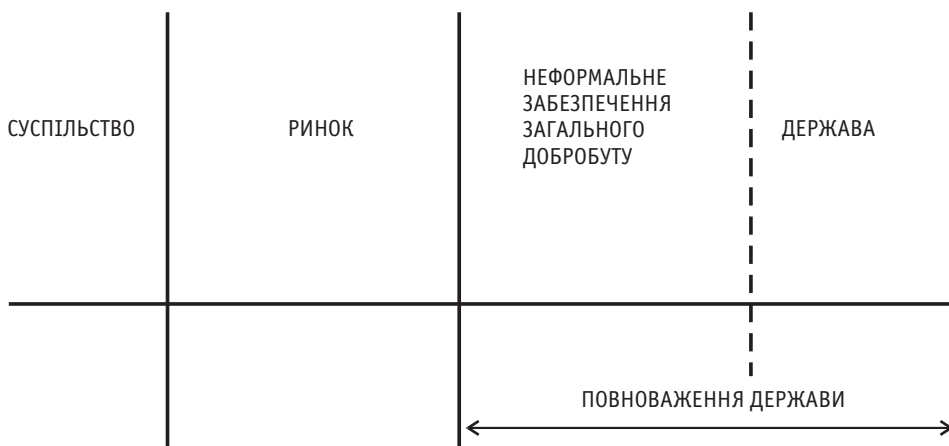 СУСПІЛЬСТВО
РИНОК
НЕФОРМАЛЬНЕ
ЗАБЕЗПЕЧЕННЯ
ЗАГАЛЬНОГО
ДОБРОБУТУ
ДЕРЖАВА
ПОВНОВАЖЕННЯ ДЕРЖАВИ